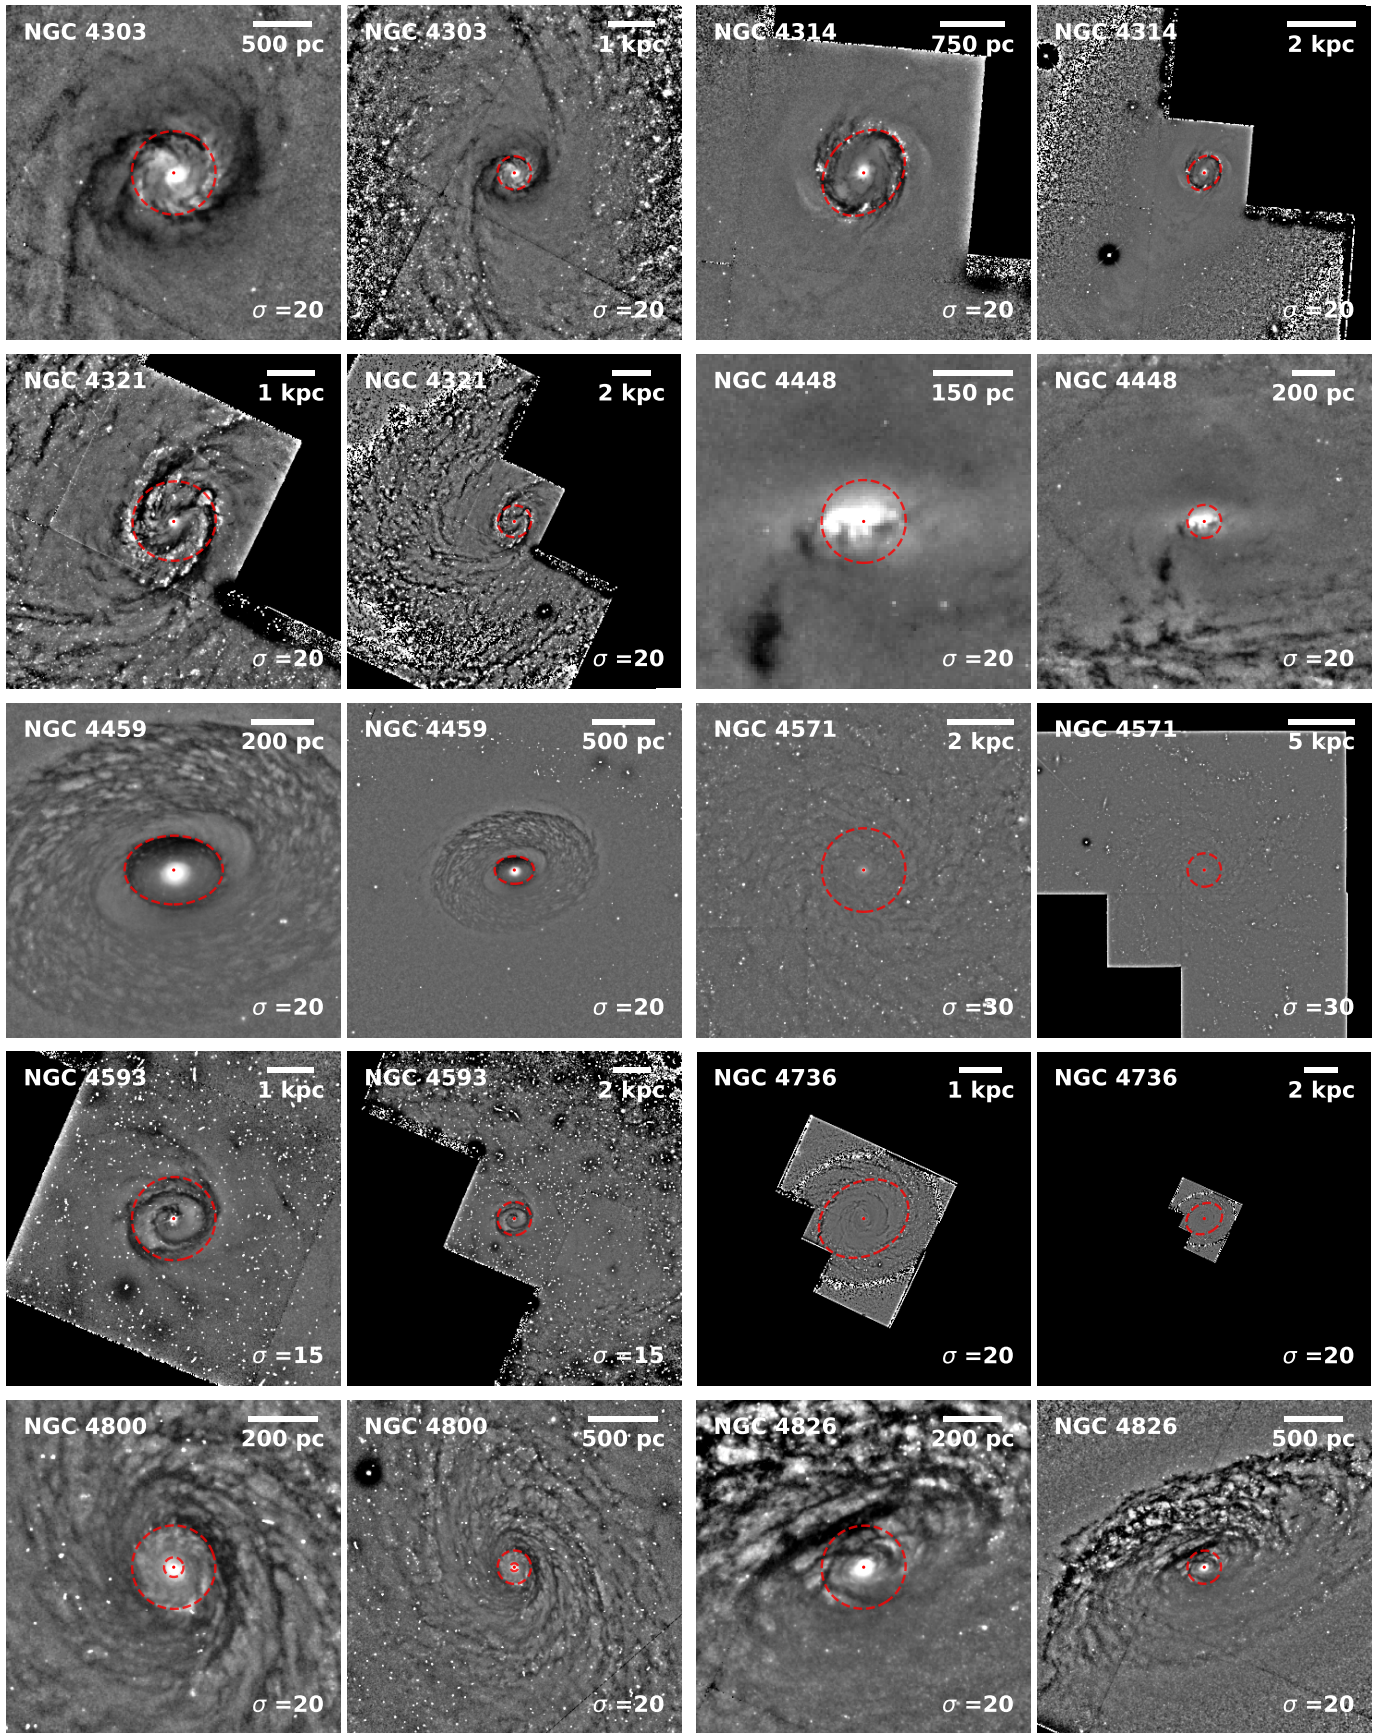 NGC 4303
500 pc
σ =20
NGC 4303
1 kpc
σ =20
NGC 4314
750 pc
σ =20
NGC 4314
2 kpc
σ =20
NGC 4321
1 kpc
σ =20
NGC 4321
2 kpc
σ =20
NGC 4448
150 pc
σ =20
NGC 4448
200 pc
σ =20
NGC 4459
200 pc
σ =20
NGC 4459
500 pc
σ =20
NGC 4571
2 kpc
σ =30
NGC 4571
5 kpc
σ =30
NGC 4593
1 kpc
σ =15
NGC 4593
2 kpc
σ =15
NGC 4736
1 kpc
σ =20
NGC 4736
2 kpc
σ =20
NGC 4800
200 pc
σ =20
NGC 4800
500 pc
σ =20
NGC 4826
200 pc
σ =20
NGC 4826
500 pc
σ =20